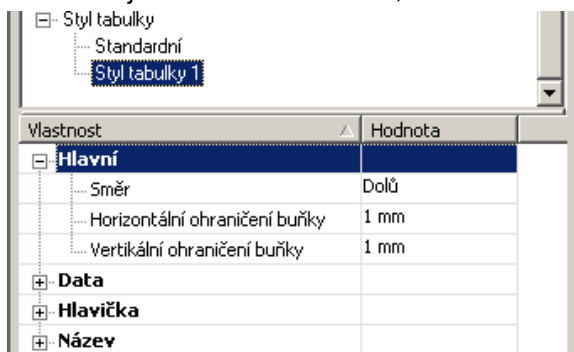 Styl tabulky
Standardní
Styl tabulky 1
Vlastnost Hodnota
Hlavní
Směr Dolů
Horizontální ohraničení buňky 1 mm
Vertikální ohraničení buňky 1 mm
Data
Hlavička
Název